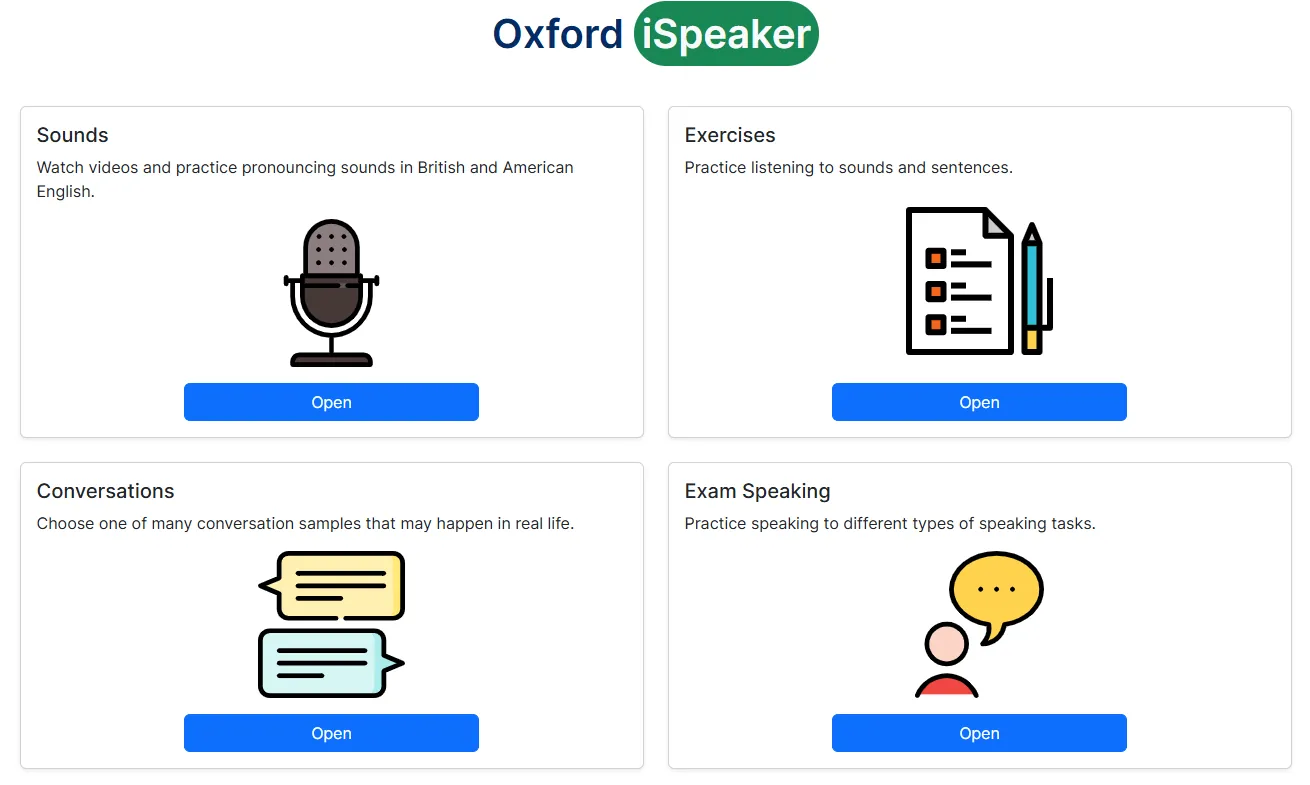 Oxford iSpeaker
Sounds
Watch videos and practice pronouncing sounds in British and American
English.
Open
Exercises
Practice listening to sounds and sentences.
Open
Conversations
Choose one of many conversation samples that may happen in real life.
Open
Exam Speaking
Practice speaking to different types of speaking tasks.
Open